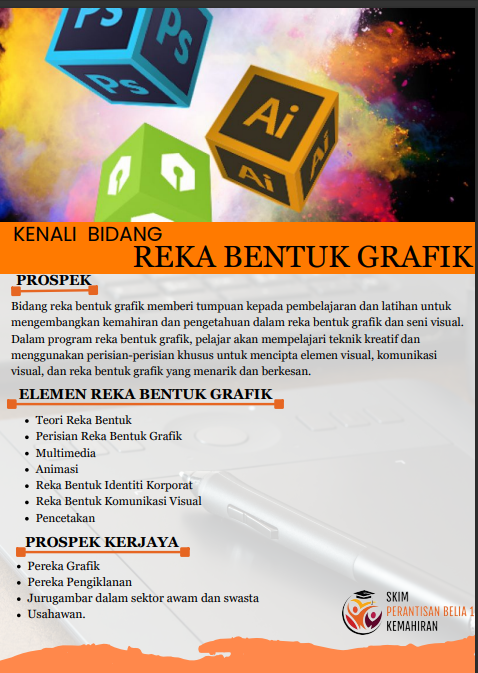 PS
PS
PS
Ai
Ai
Ai
KENALI BIDANG
REKA BENTUK GRAFIK
PROSPEK
Bidang reka bentuk grafik memberi tumpuan kepada pembelajaran dan latihan untuk
mengembangkan kemahiran dan pengetahuan dalam reka bentuk grafik dan seni visual.
Dalam program reka bentuk grafik, pelajar akan mempelajari teknik kreatif dan
menggunakan perisian-perisian khusus untuk mencipta elemen visual, komunikasi
visual, dan reka bentuk grafik yang menarik dan berkesan.
ELEMEN REKA BENTUK GRAFIK
• Teori Reka Bentuk
• Perisian Reka Bentuk Grafik
• Multimedia
• Animasi
• Reka Bentuk Identiti Korporat
• Reka Bentuk Komunikasi Visual
• Pencetakan
PROSPEK KERJAYA
• Pereka Grafik
• Pereka Pengiklanan
• Jurugambar dalam sektor awam dan swasta
• Usahawan.
SKIM
PERANTISAN BELIA 1
KEMAHIRAN